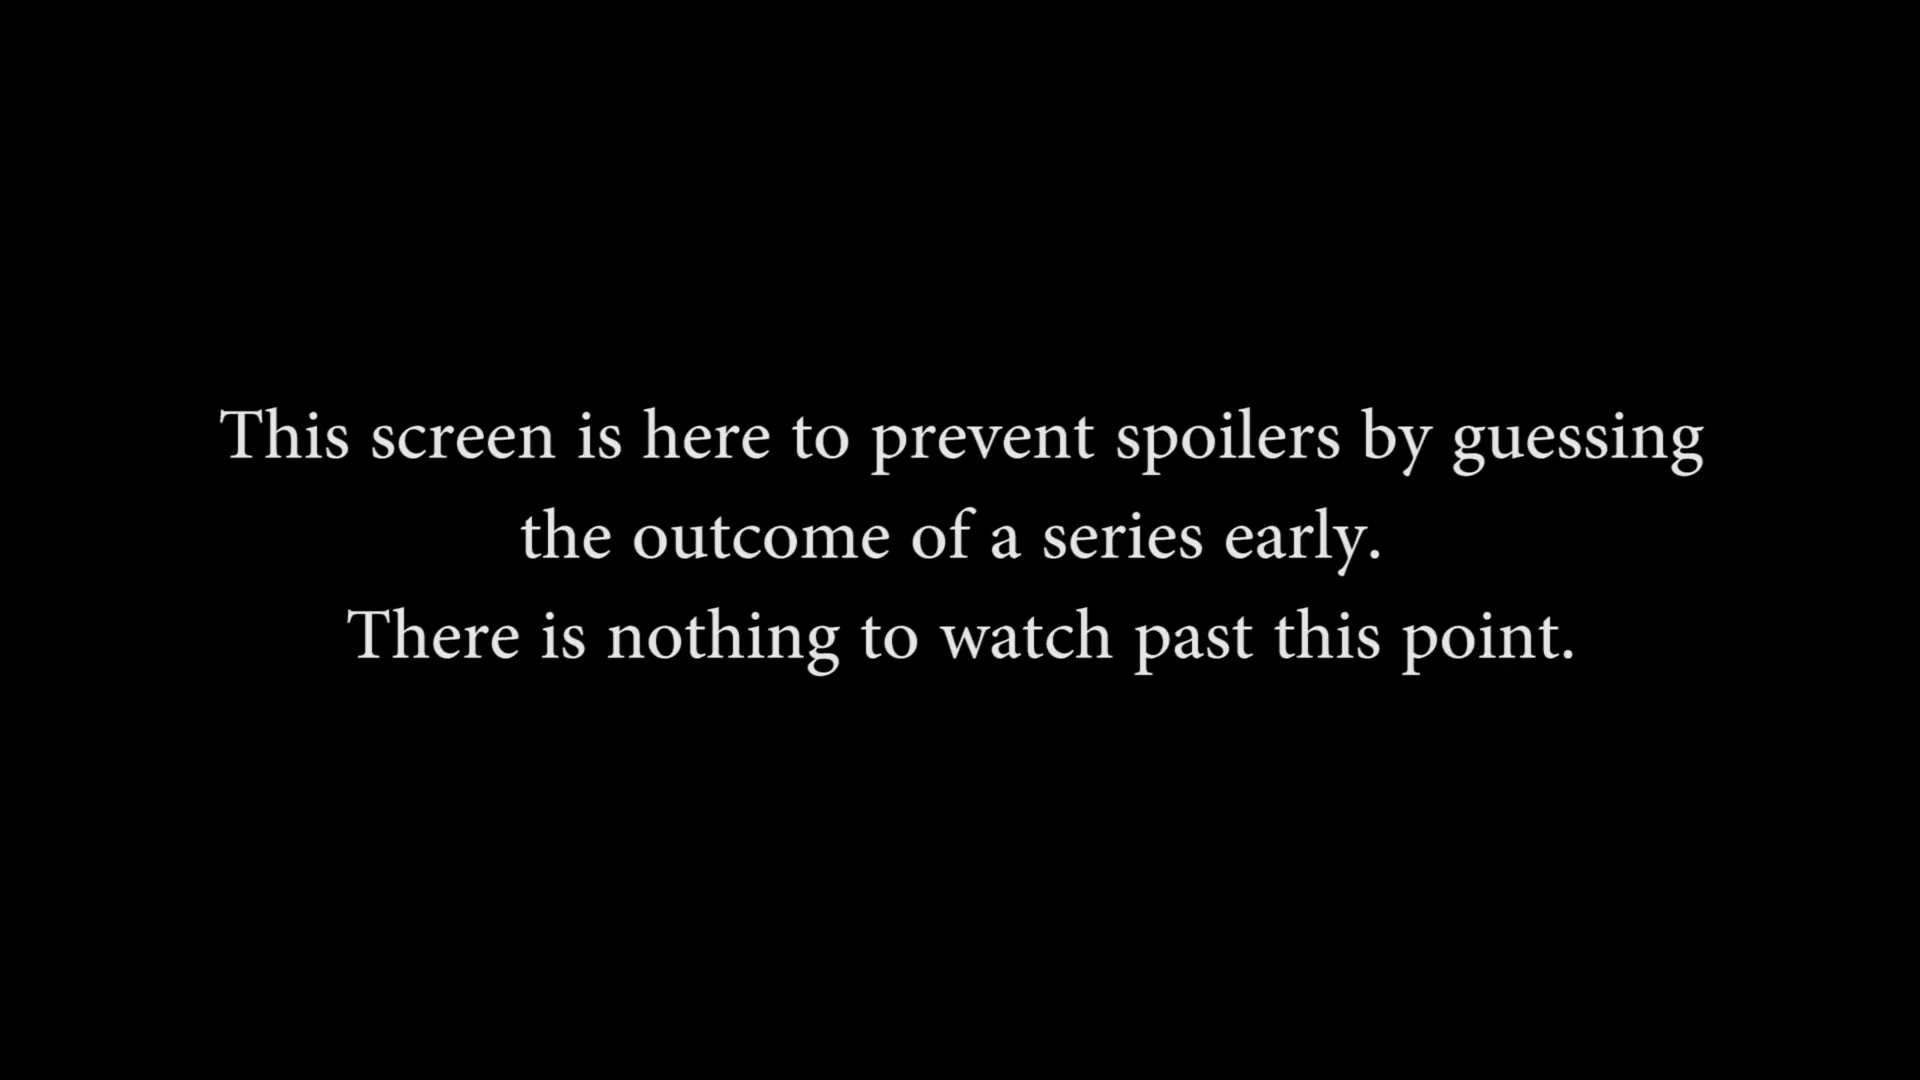 This screen is here to prevent spoilers by guessing
the outcome of a series early.
There is nothing to watch past this point.